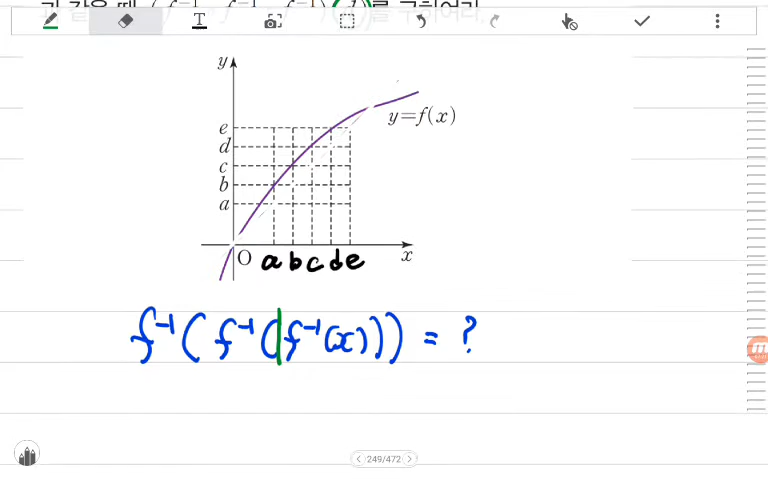 y
y=f(x)
e
d
c
b
a
O a b c d e x
f⁻¹(f⁻¹(f⁻¹(x))) = ?
249/472